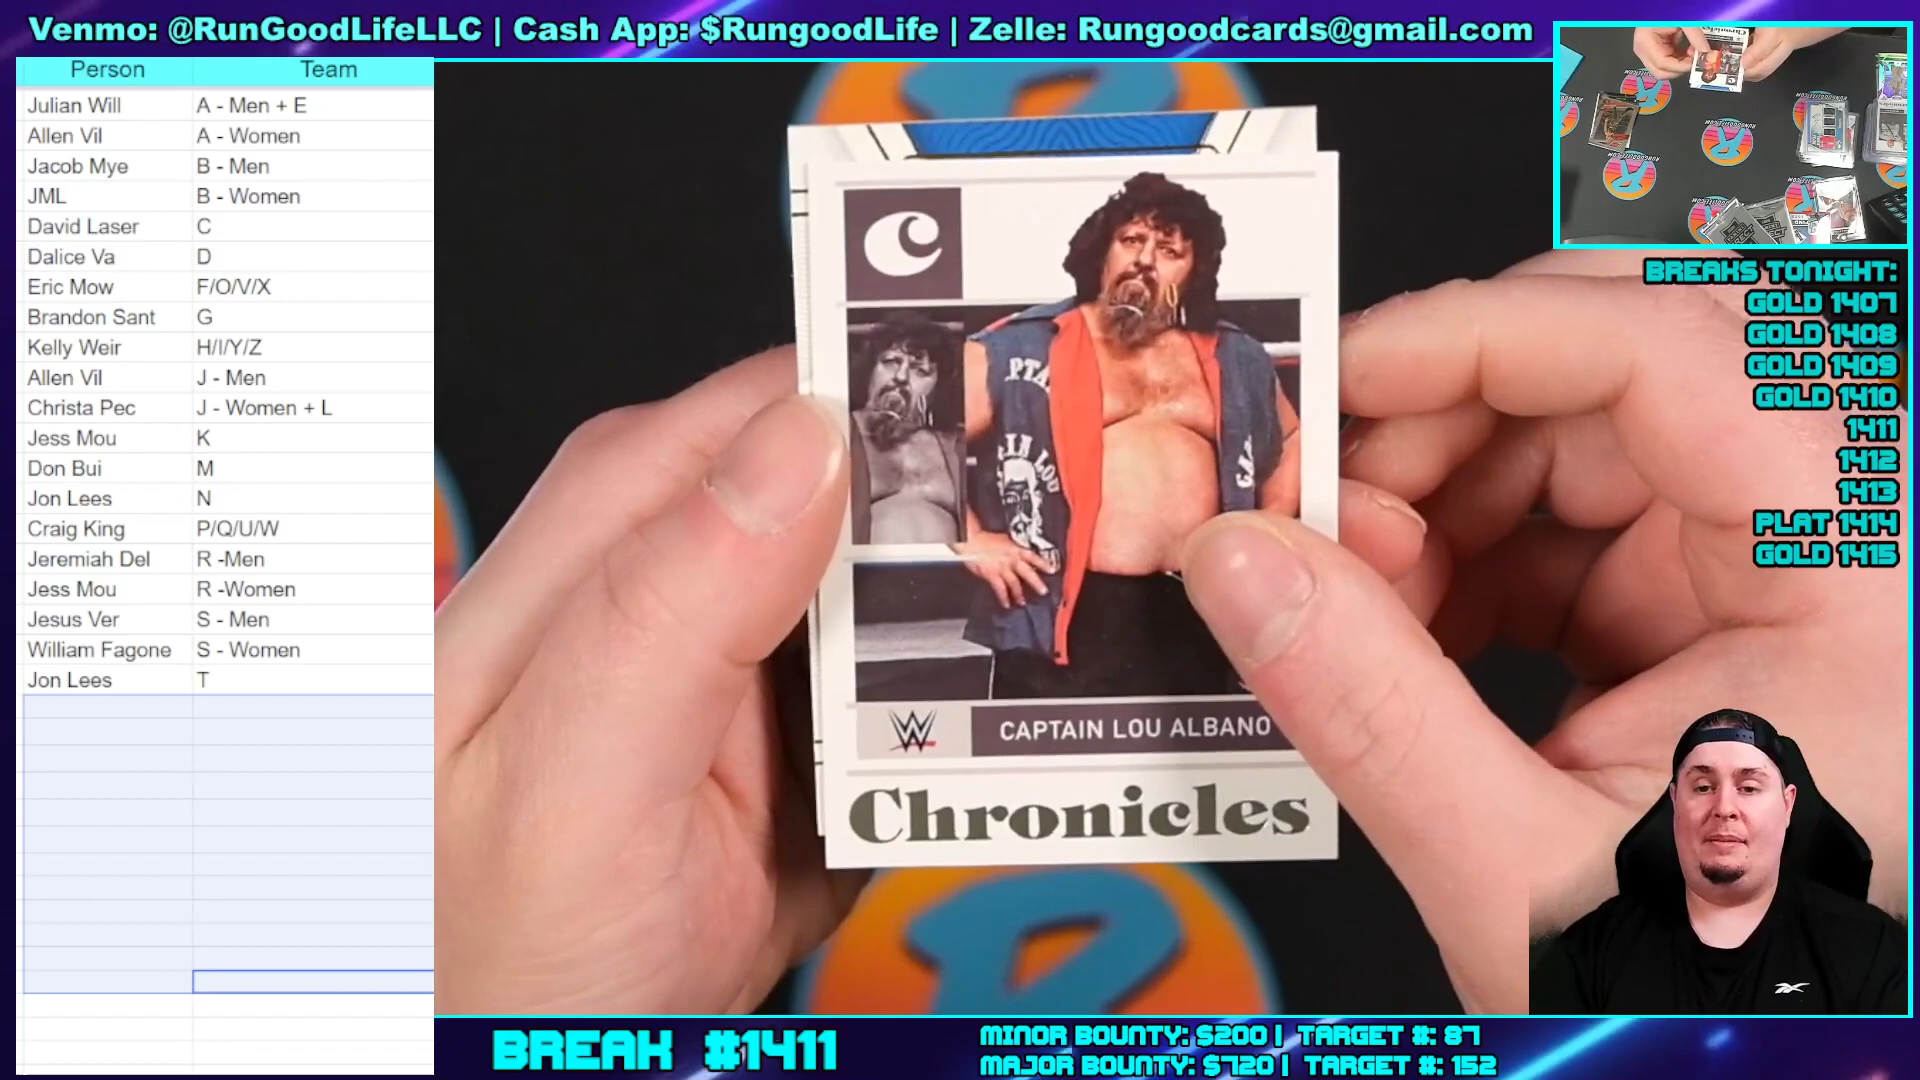 Venmo: @RunGoodLifeLLC | Cash App: $RungoodLife | Zelle: Rungoodcards@gmail.com
Person Team
Julian Will A - Men + E
Allen Vil A - Women
Jacob Mye B - Men
JML B - Women
David Laser C
Dalice Va D
Eric Mow F/O/V/X
Brandon Sant G
Kelly Weir H/I/Y/Z
Allen Vil J - Men
Christa Pec J - Women + L
Jess Mou K
Don Bui M
Jon Lees N
Craig King P/Q/U/W
Jeremiah Del R -Men
Jess Mou R -Women
Jesus Ver S - Men
William Fagone S - Women
Jon Lees T
C
W
CAPTAIN LOU ALBANO
Chronicles
BREAKS TONIGHT:
GOLD 1407
GOLD 1408
GOLD 1409
GOLD 1410
1411
1412
1413
PLAT 1414
GOLD 1415
BREAK #1411
MINOR BOUNTY: $200 | TARGET #: 87
MAJOR BOUNTY: $720 | TARGET #: 152